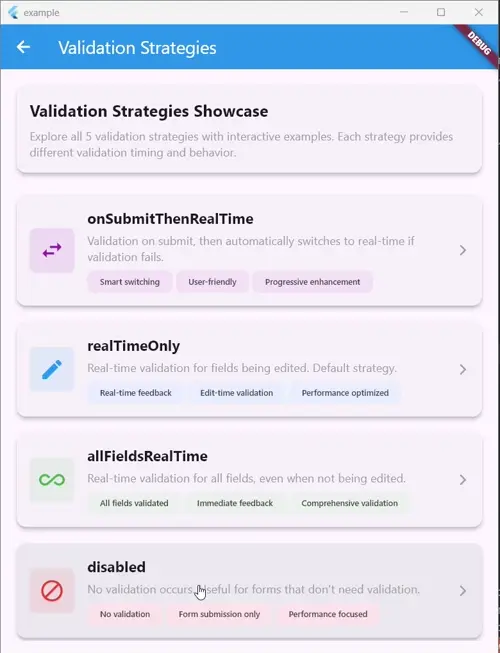 example
Validation Strategies
DEBUG
Validation Strategies Showcase
Explore all 5 validation strategies with interactive examples. Each strategy provides
different validation timing and behavior.
onSubmitThenRealTime
Validation on submit, then automatically switches to real-time if
validation fails.
Smart switching User-friendly Progressive enhancement
realTimeOnly
Real-time validation for fields being edited. Default strategy.
Real-time feedback Edit-time validation Performance optimized
allFieldsRealTime
Real-time validation for all fields, even when not being edited.
All fields validated Immediate feedback Comprehensive validation
disabled
No validation occurs. Useful for forms that don't need validation.
No validation Form submission only Performance focused